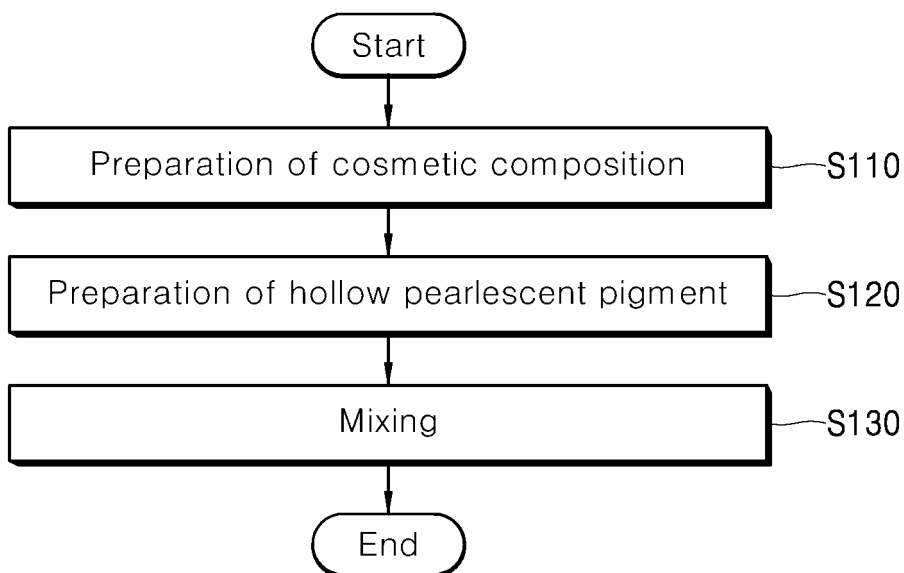 Start
Preparation of cosmetic composition
S110
Preparation of hollow pearlescent pigment
S120
Mixing
S130
End